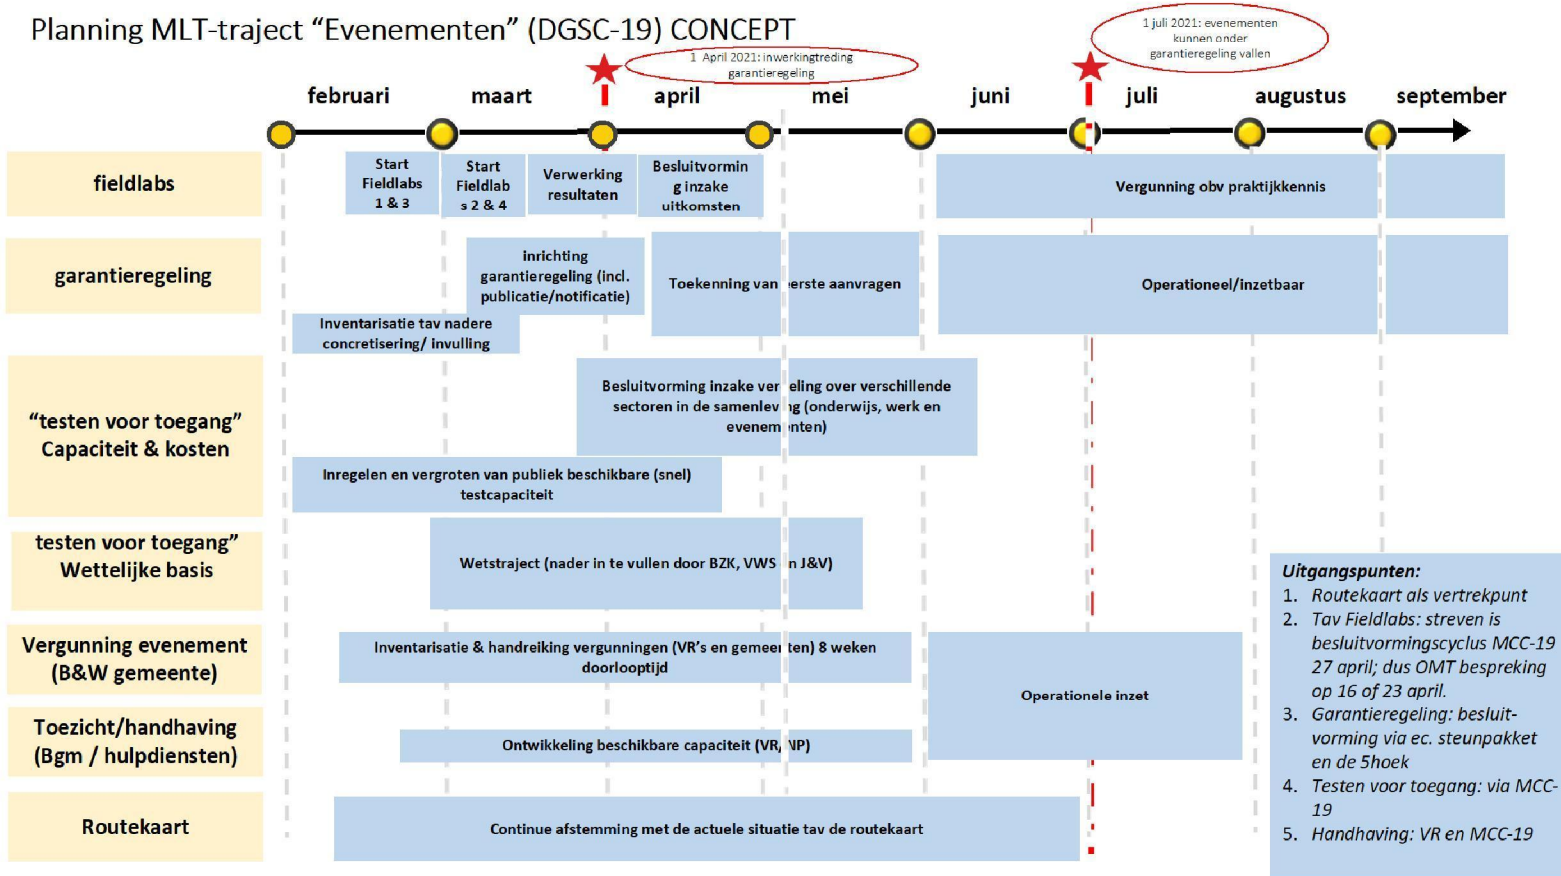 Planning MLT-traject “Evenementen” (DGSC-19) CONCEPT
1 April 2021: inwerkingtreding
garantieregeling
1 juli 2021: evenementen
kunnen onder
garantieregeling vallen
februari
maart
april
mei
juni
juli
augustus
september
fieldlabs
Start
Fieldlabs
1 & 3
Start
Fieldlab
s 2 & 4
Verwerking
resultaten
Besluitvormin
g inzake
uitkomsten
Vergunning obv praktijkkennis
garantieregeling
inrichting
garantieregeling (incl.
publicatie/notificatie)
Toekenning van eerste aanvragen
Operationeel/inzetbaar
Inventarisatie tav nadere
concretisering/ invulling
“testen voor toegang”
Capaciteit & kosten
Besluitvorming inzake verdeling over verschillende
sectoren in de samenleving (onderwijs, werk en
evenementen)
Inregelen en vergroten van publiek beschikbare (snel)
testcapaciteit
testen voor toegang”
Wettelijke basis
Wetstraject (nader in te vullen door BZK, VWS en J&V)
Vergunning evenement
(B&W gemeente)
Inventarisatie & handreiking vergunningen (VR’s en gemeenten) 8 weken
doorlooptijd
Operationele inzet
Toezicht/handhaving
(Bgm / hulpdiensten)
Ontwikkeling beschikbare capaciteit (VR/NP)
Routekaart
Continue afstemming met de actuele situatie tav de routekaart
Uitgangspunten:
1. Routekaart als vertrekpunt
2. Tav Fieldlabs: streven is
besluitvormingscyclus MCC-19
27 april; dus OMT bespreking
op 16 of 23 april.
3. Garantieregeling: besluit-
vorming via ec. steunpakket
en de 5hoek
4. Testen voor toegang: via MCC-
19
5. Handhaving: VR en MCC-19